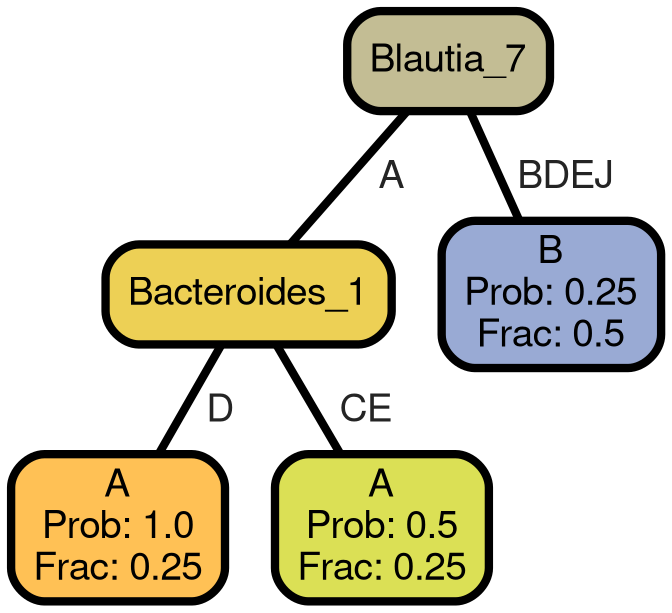 Blautia_7
A
BDEJ
Bacteroides_1
B
Prob: 0.25
Frac: 0.5
D
CE
A
Prob: 1.0
Frac: 0.25
A
Prob: 0.5
Frac: 0.25